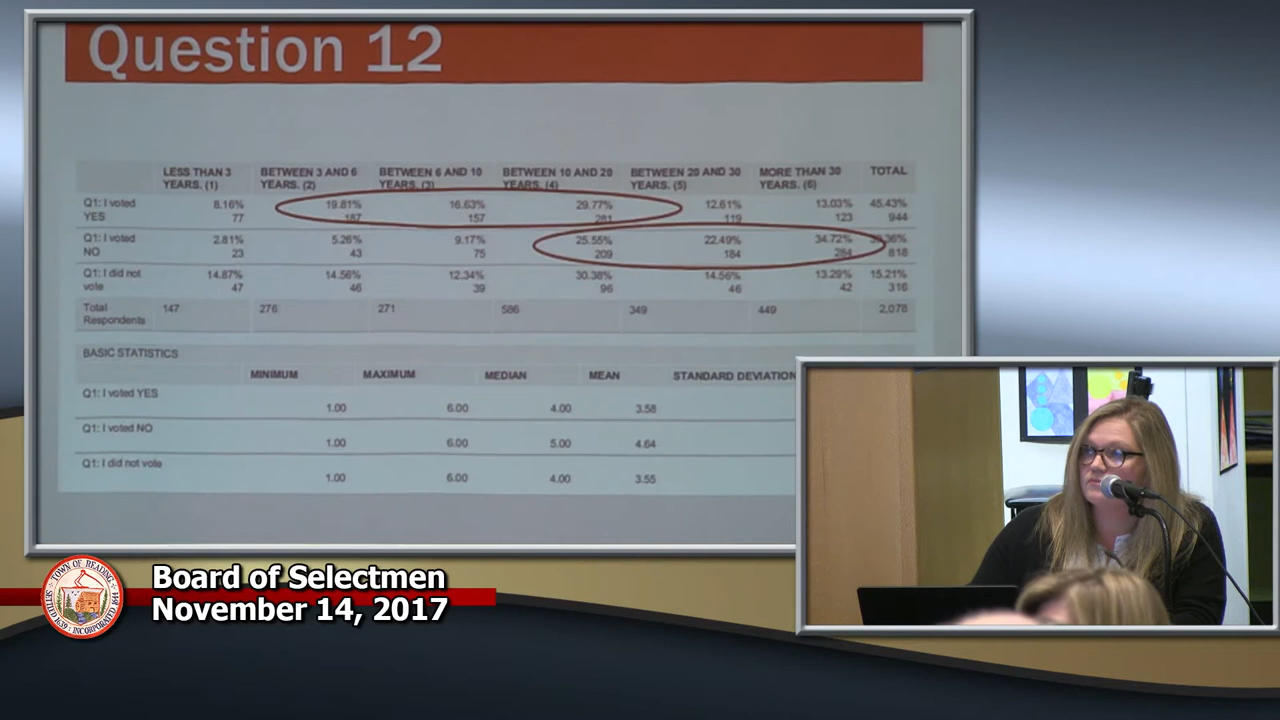 Question 12
LESS THAN 3 BETWEEN 3 AND 6 BETWEEN 6 AND 10 BETWEEN 10 AND 20 BETWEEN 20 AND 30 MORE THAN 30 TOTAL
YEARS. (1) YEARS. (2) YEARS. (3) YEARS. (4) YEARS. (5) YEARS. (6)
Q1: I voted 8.16% 19.81% 16.63% 29.77% 12.61% 13.03% 45.43%
YES 77 187 157 281 119 123 944
Q1: I voted 2.81% 5.26% 9.17% 25.55% 22.49% 34.72%
NO 23 43 75 209 184 284 818
Q1: I did not 14.87% 14.56% 12.34% 30.38% 14.56% 13.29% 15.21%
vote 47 46 39 96 46 42 316
Total 147 276 271 586 349 449 2,078
Respondents
BASIC STATISTICS
MINIMUM MAXIMUM MEDIAN MEAN STANDARD DEVIATION
Q1: I voted YES
1.00 6.00 4.00 3.58
Q1: I voted NO
1.00 6.00 5.00 4.64
Q1: I did not vote
1.00 6.00 4.00 3.55
TOWN OF READING
SETTLED 1639 INCORPORATED 1644
Board of Selectmen
November 14, 2017